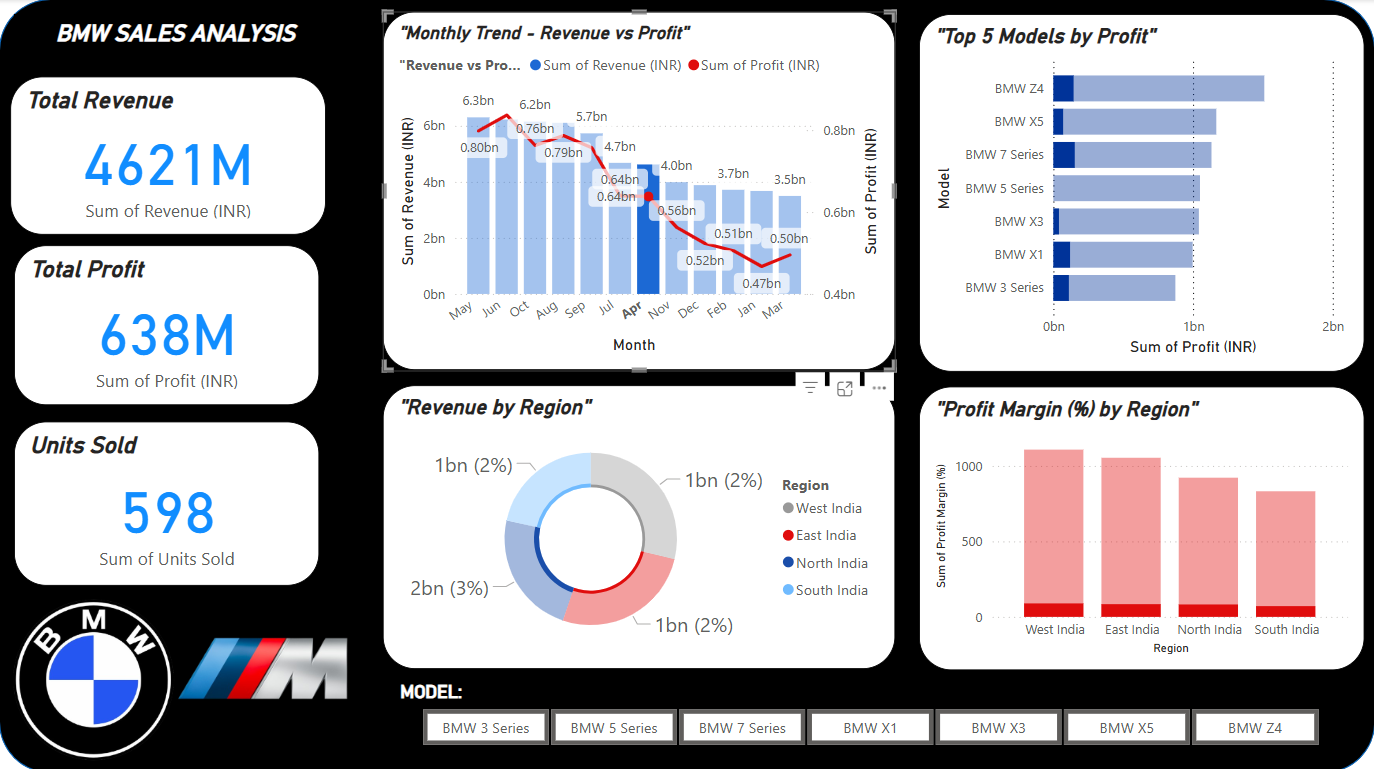 BMW SALES ANALYSIS
Total Revenue
4621M
Sum of Revenue (INR)
Total Profit
638M
Sum of Profit (INR)
Units Sold
598
Sum of Units Sold
BMW
M
"Monthly Trend - Revenue vs Profit"
"Revenue vs Pro... Sum of Revenue (INR) Sum of Profit (INR)
Sum of Revenue (INR)
6bn
4bn
2bn
0bn
6.3bn
6.2bn
5.7bn
4.7bn
4.0bn
3.7bn
3.5bn
0.80bn
0.76bn
0.79bn
0.64bn
0.64bn
0.56bn
0.52bn
0.51bn
0.47bn
0.50bn
0.8bn
0.6bn
0.4bn
Sum of Profit (INR)
May Jun Oct Aug Sep Jul Apr Nov Dec Feb Jan Mar
Month
"Top 5 Models by Profit"
Model
BMW Z4
BMW X5
BMW 7 Series
BMW 5 Series
BMW X3
BMW X1
BMW 3 Series
0bn 1bn 2bn
Sum of Profit (INR)
"Revenue by Region"
1bn (2%)
1bn (2%)
2bn (3%)
1bn (2%)
Region
West India
East India
North India
South India
"Profit Margin (%) by Region"
Sum of Profit Margin (%)
1000
500
0
West India East India North India South India
Region
MODEL:
BMW 3 Series BMW 5 Series BMW 7 Series BMW X1 BMW X3 BMW X5 BMW Z4